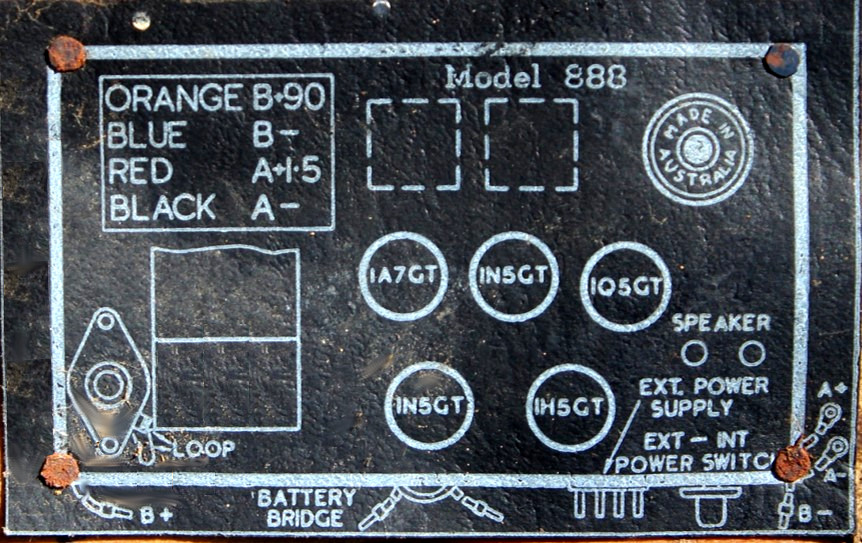 Model 888
ORANGE B+90
BLUE B-
RED A+1.5
BLACK A-
MADE IN AUSTRALIA
1A7GT
1N5GT
1Q5GT
SPEAKER
1N5GT
1H5GT
EXT. POWER
SUPPLY
EXT - INT
POWER SWITC
LOOP
A+
A-
B+
BATTERY
BRIDGE
B-